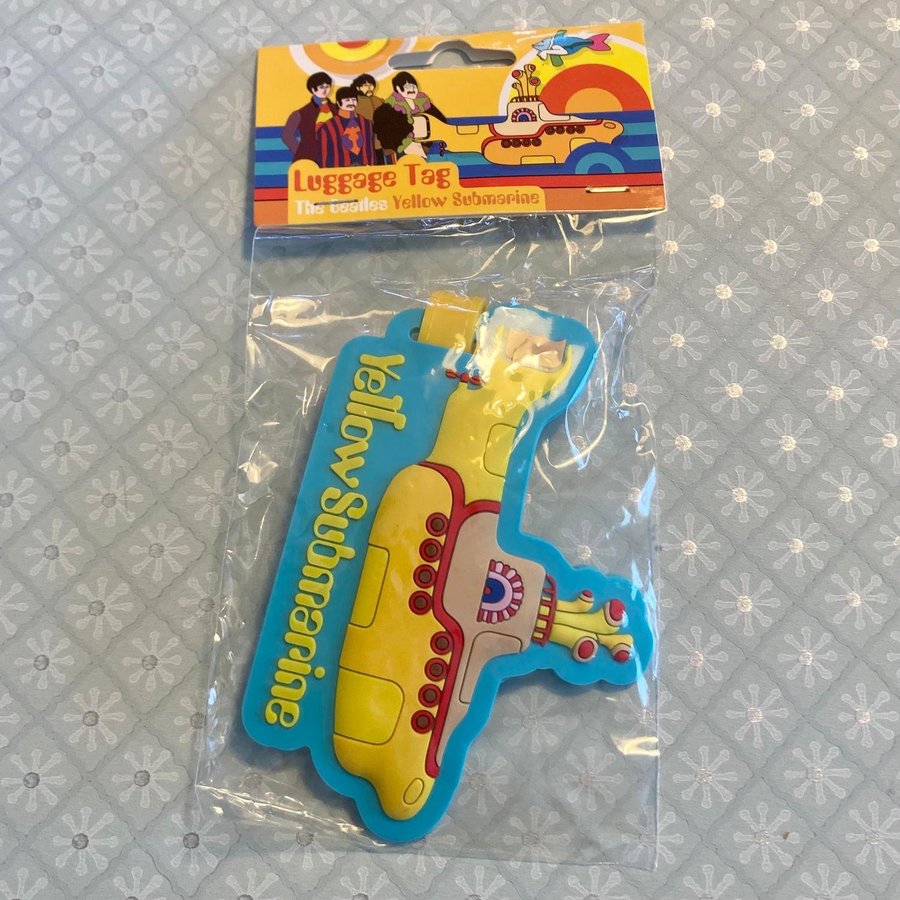 Luggage Tag
The Beatles Yellow Submarine
Yellow Submarine